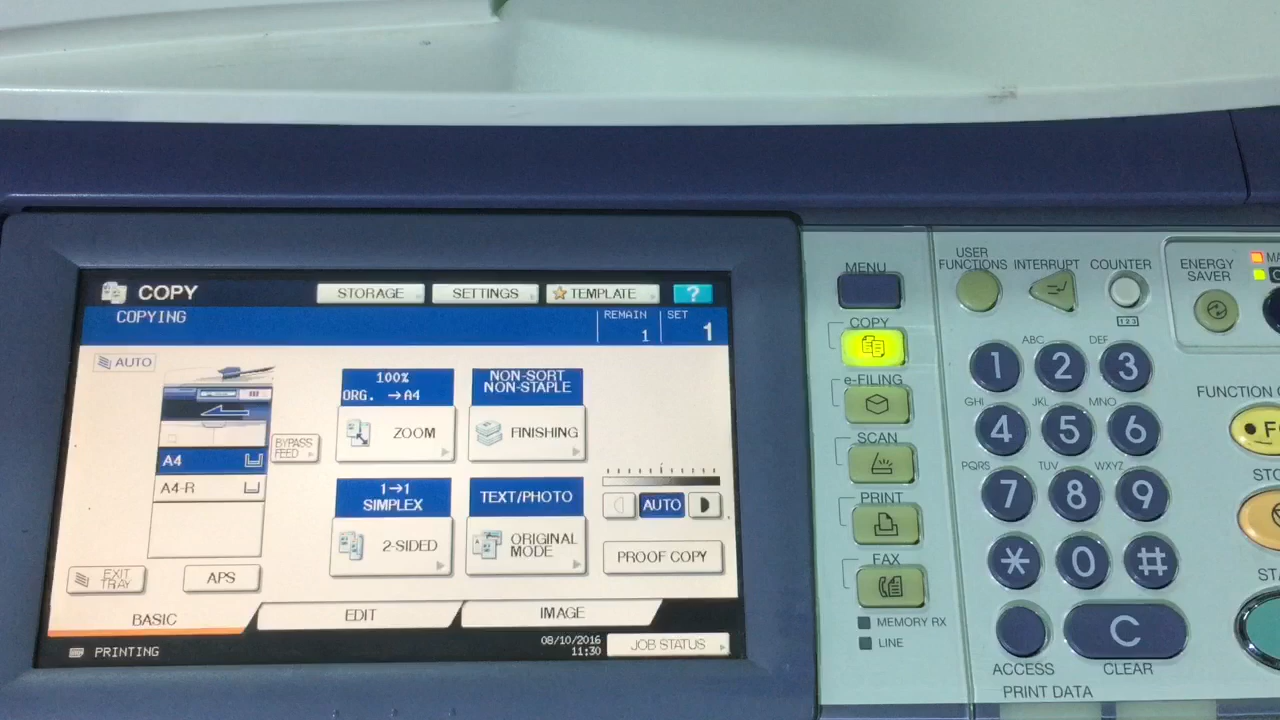 COPY
STORAGE
SETTINGS
TEMPLATE
?
COPYING
REMAIN
1
SET
1
AUTO
100%
ORG. →A4
ZOOM
NON-SORT
NON-STAPLE
FINISHING
BYPASS
FEED
A4
A4-R
1→1
SIMPLEX
2-SIDED
TEXT/PHOTO
ORIGINAL
MODE
AUTO
PROOF COPY
EXIT
TRAY
APS
BASIC
EDIT
IMAGE
PRINTING
08/10/2016
11:30
JOB STATUS
MENU
COPY
e-FILING
SCAN
PRINT
FAX
MEMORY RX
LINE
USER
FUNCTIONS
INTERRUPT
COUNTER
123
ENERGY
SAVER
MA
1
ABC
2
DEF
3
GHI
4
JKL
5
MNO
6
PQRS
7
TUV
8
WXYZ
9
*
0
#
ACCESS
C
CLEAR
PRINT DATA
FUNCTION C
F
STO
STA